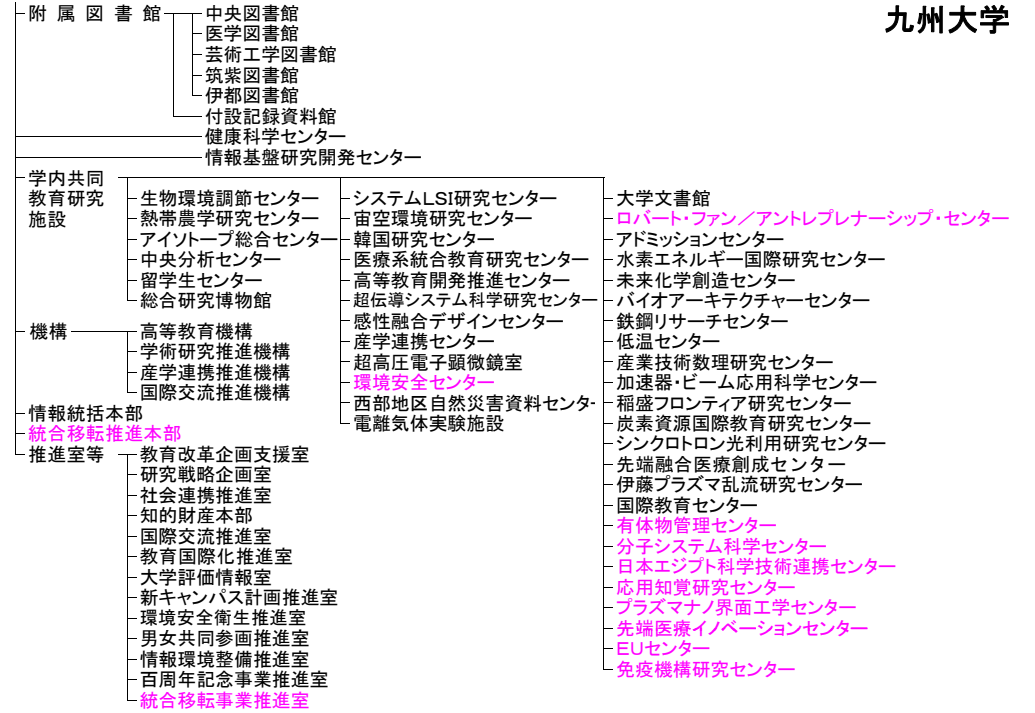 九州大学
附属図書館
中央図書館
医学図書館
芸術工学図書館
筑紫図書館
伊都図書館
付設記録資料館
健康科学センター
情報基盤研究開発センター
学内共同
教育研究
施設
生物環境調節センター
熱帯農学研究センター
アイソトープ総合センター
中央分析センター
留学生センター
総合研究博物館
システムLSI研究センター
宙空環境研究センター
韓国研究センター
医療系統合教育研究センター
高等教育開発推進センター
超伝導システム科学研究センター
感性融合デザインセンター
産学連携センター
超高圧電子顕微鏡室
環境安全センター
西部地区自然災害資料センター
電離気体実験施設
大学文書館
ロバート・ファン／アントレプレナーシップ・センター
アドミッションセンター
水素エネルギー国際研究センター
未来化学創造センター
バイオアーキテクチャーセンター
鉄鋼リサーチセンター
低温センター
産業技術数理研究センター
加速器・ビーム応用科学センター
稲盛フロンティア研究センター
炭素資源国際教育研究センター
シンクロトロン光利用研究センター
先端融合医療創成センター
伊藤プラズマ乱流研究センター
国際教育センター
有体物管理センター
分子システム科学センター
日本エジプト科学技術連携センター
応用知覚研究センター
プラズマナノ界面工学センター
先端医療イノベーションセンター
EUセンター
免疫機構研究センター
機構
高等教育機構
学術研究推進機構
産学連携推進機構
国際交流推進機構
情報統括本部
統合移転推進本部
推進室等
教育改革企画支援室
研究戦略企画室
社会連携推進室
知的財産本部
国際交流推進室
教育国際化推進室
大学評価情報室
新キャンパス計画推進室
環境安全衛生推進室
男女共同参画推進室
情報環境整備推進室
百周年記念事業推進室
統合移転事業推進室